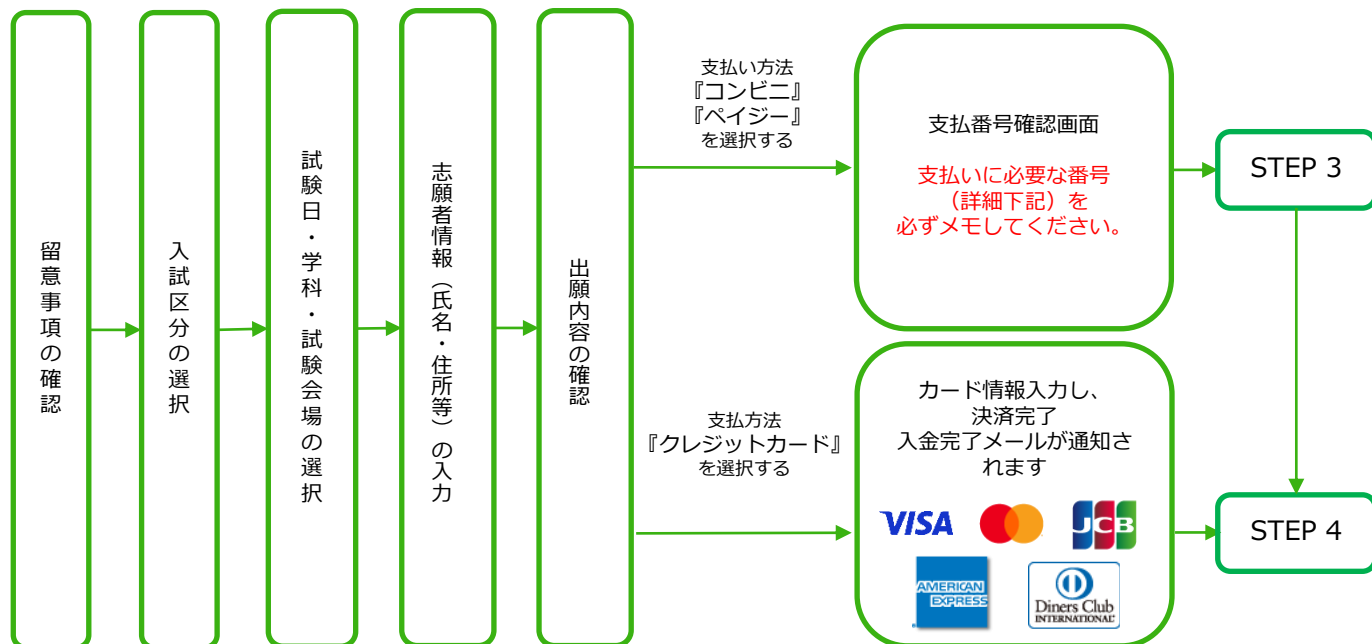 留意事項の確認
入試区分の選択
試験日・学科・試験会場の選択
志願者情報（氏名・住所等）の入力
出願内容の確認
支払い方法
『コンビニ』
『ペイジー』
を選択する
支払番号確認画面
支払いに必要な番号
（詳細下記）を
必ずメモしてください。
STEP 3
支払方法
『クレジットカード』
を選択する
カード情報入力し、
決済完了
入金完了メールが通知さ
れます
VISA
JCB
AMERICAN
EXPRESS
Diners Club
INTERNATIONAL
STEP 4